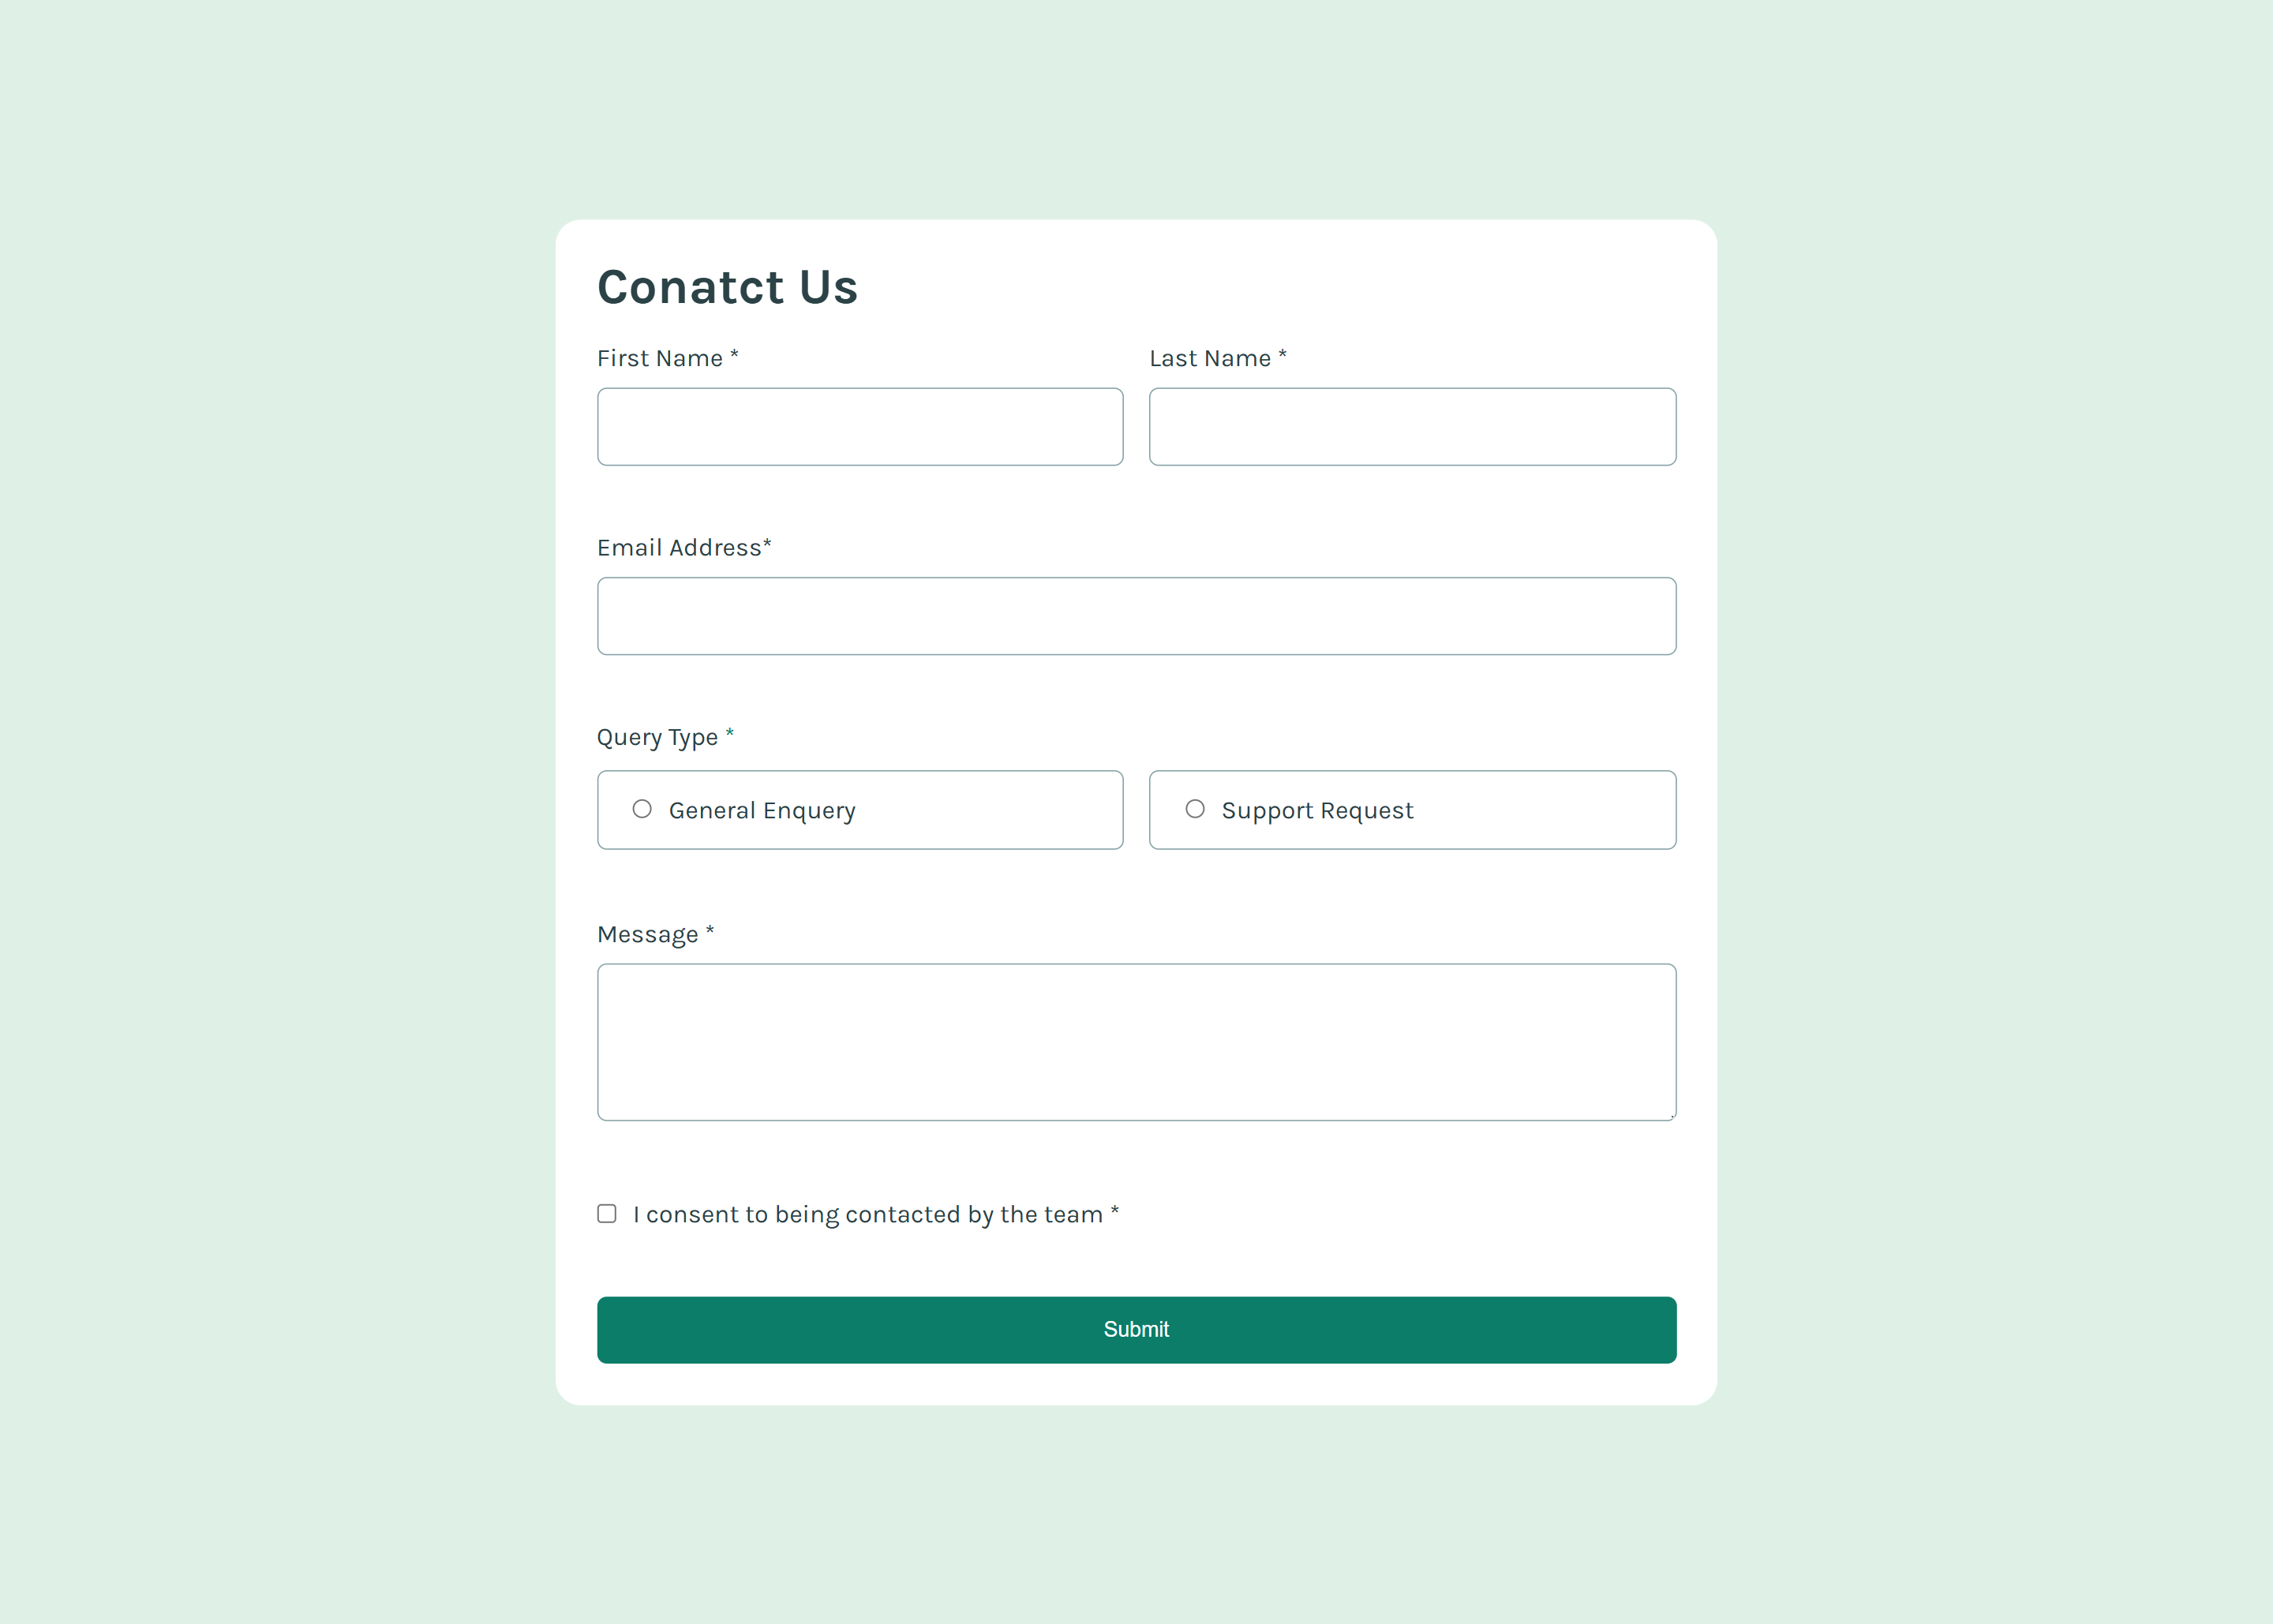 Conatct Us
First Name *
Last Name *
Email Address*
Query Type *
General Enquery
Support Request
Message *
I consent to being contacted by the team *
Submit